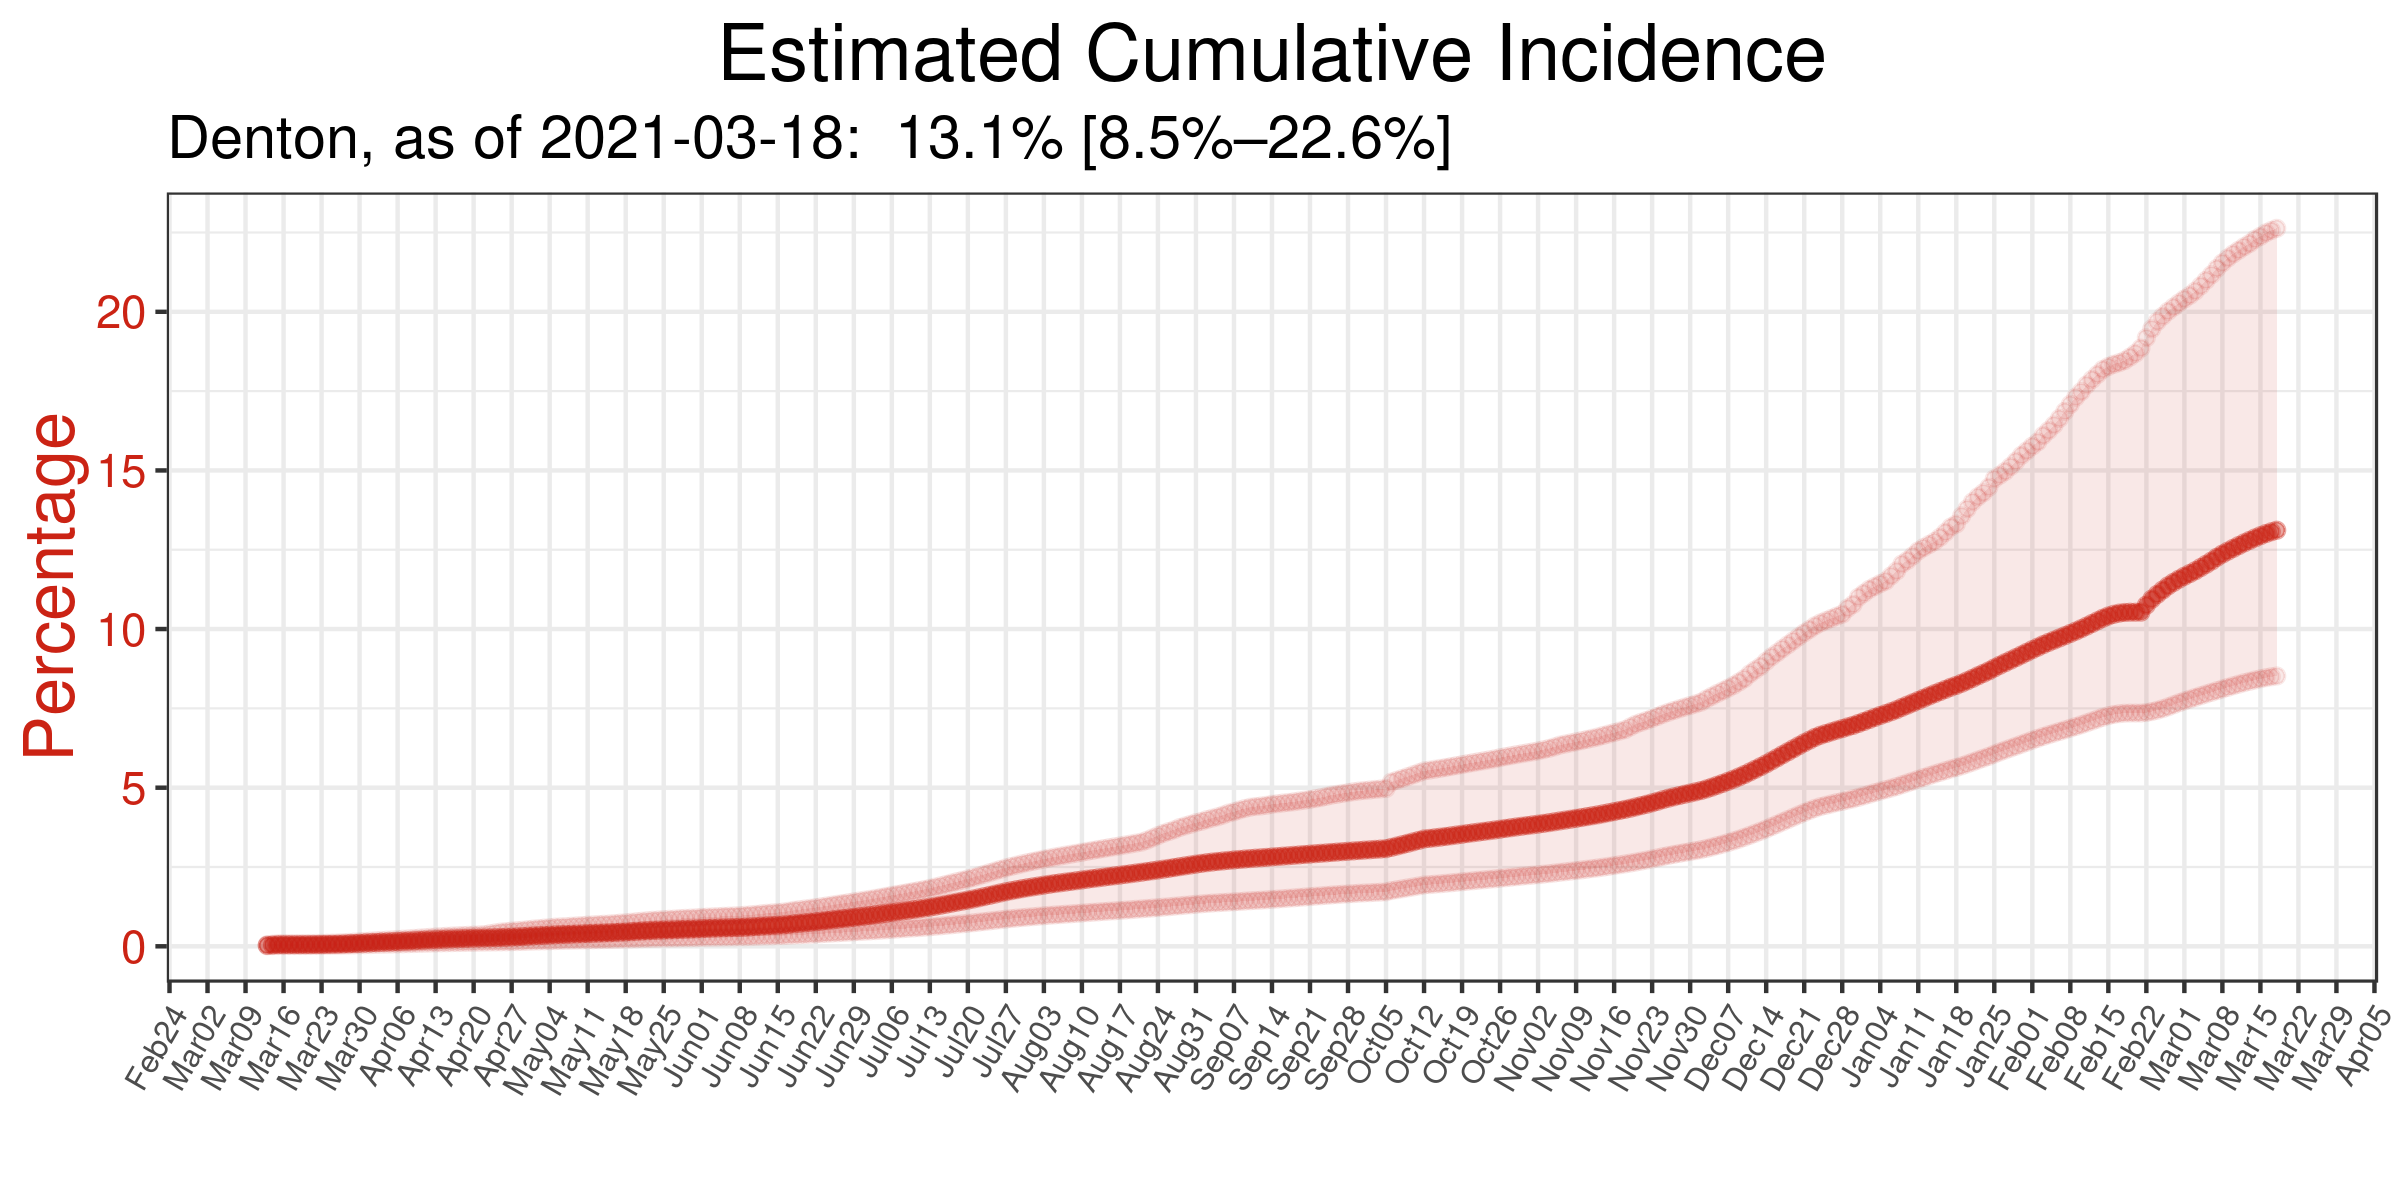 Estimated Cumulative Incidence
Denton, as of 2021-03-18:  13.1% [8.5%–22.6%]
Percentage
20
15
10
5
0
Feb24
Mar02
Mar09
Mar16
Mar23
Mar30
Apr06
Apr13
Apr20
Apr27
May04
May11
May18
May25
Jun01
Jun08
Jun15
Jun22
Jun29
Jul06
Jul13
Jul20
Jul27
Aug03
Aug10
Aug17
Aug24
Aug31
Sep07
Sep14
Sep21
Sep28
Oct05
Oct12
Oct19
Oct26
Nov02
Nov09
Nov16
Nov23
Nov30
Dec07
Dec14
Dec21
Dec28
Jan04
Jan11
Jan18
Jan25
Feb01
Feb08
Feb15
Feb22
Mar01
Mar08
Mar15
Mar22
Mar29
Apr05